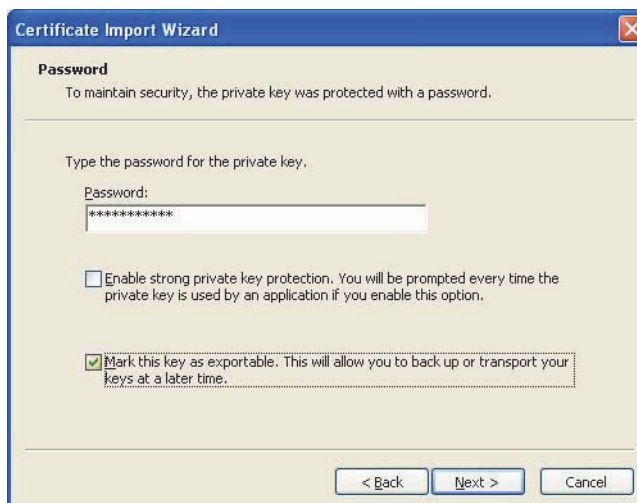 Certificate Import Wizard
Password
To maintain security, the private key was protected with a password.
Type the password for the private key.
Password:
***********
Enable strong private key protection. You will be prompted every time the
private key is used by an application if you enable this option.
Mark this key as exportable. This will allow you to back up or transport your
keys at a later time.
< Back
Next >
Cancel